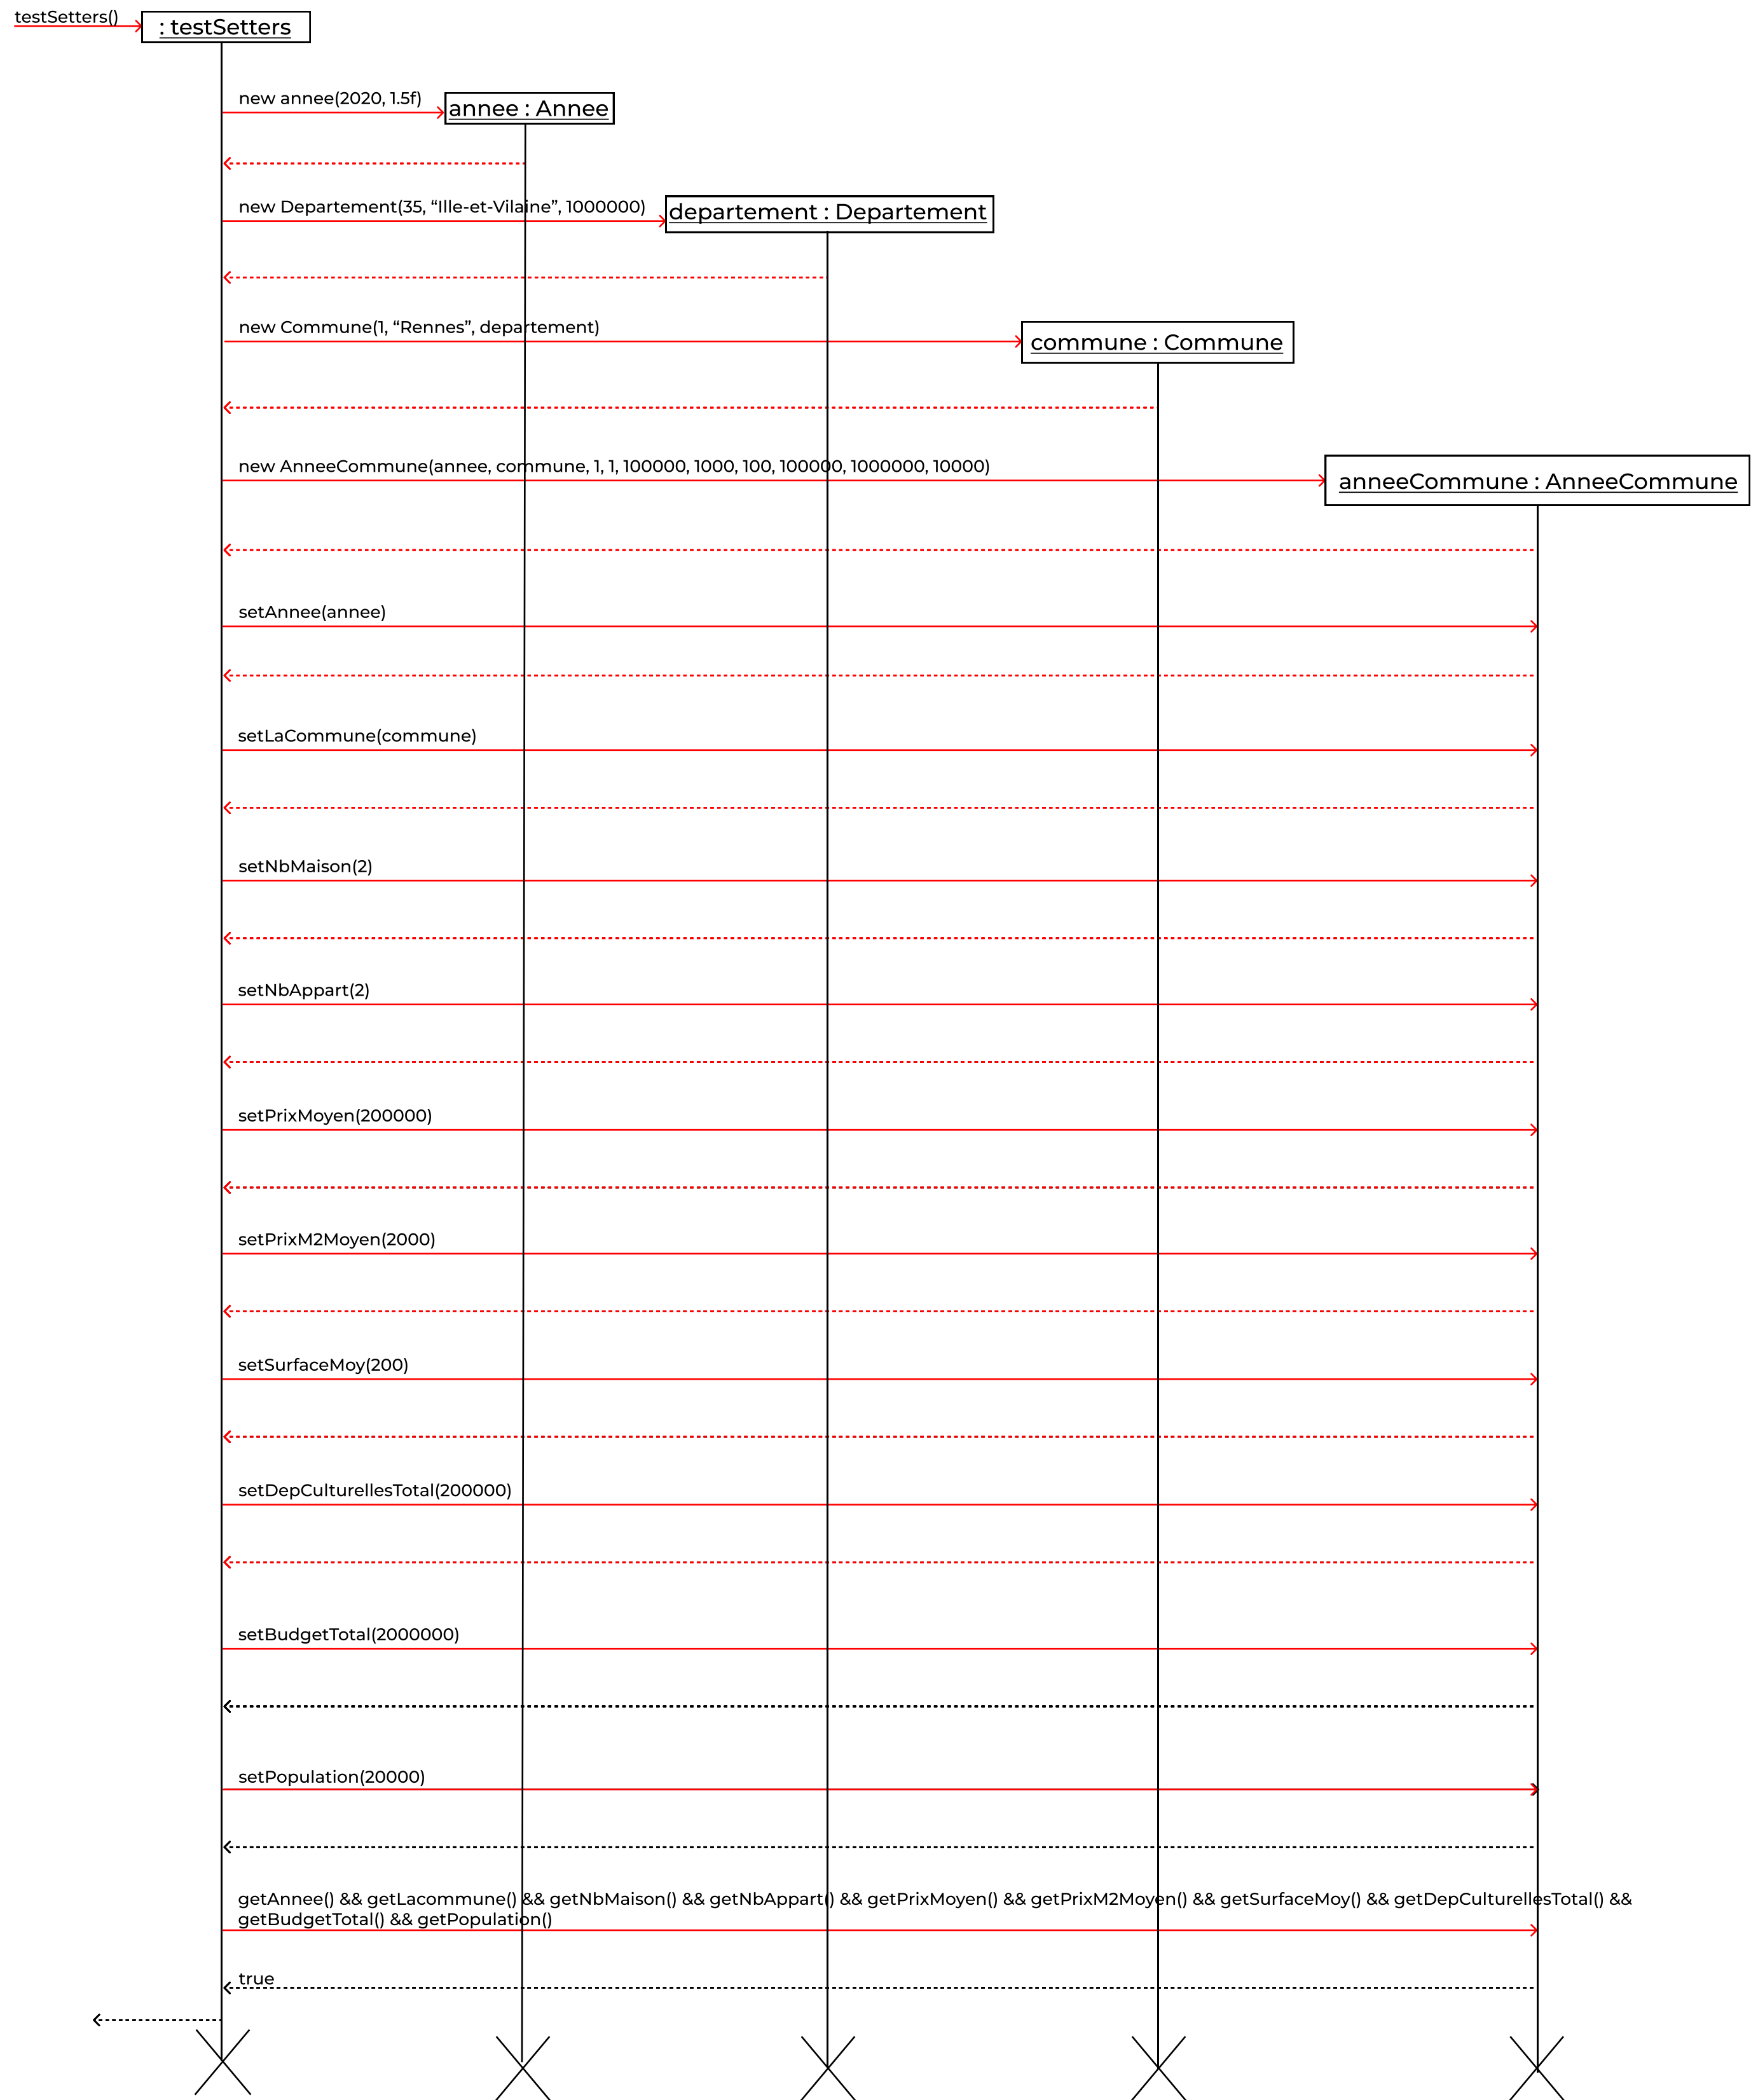 testSetters()
: testSetters
new annee(2020, 1.5f)
annee : Annee
new Departement(35, “Ille-et-Vilaine”, 1000000)
departement : Departement
new Commune(1, “Rennes”, departement)
commune : Commune
new AnneeCommune(annee, commune, 1, 1, 100000, 1000, 100, 100000, 1000000, 10000)
anneeCommune : AnneeCommune
setAnnee(annee)
setLaCommune(commune)
setNbMaison(2)
setNbAppart(2)
setPrixMoyen(200000)
setPrixM2Moyen(2000)
setSurfaceMoy(200)
setDepCulturellesTotal(200000)
setBudgetTotal(2000000)
setPopulation(20000)
getAnnee() && getLacommune() && getNbMaison() && getNbAppart() && getPrixMoyen() && getPrixM2Moyen() && getSurfaceMoy() && getDepCulturellesTotal() &&
getBudgetTotal() && getPopulation()
true